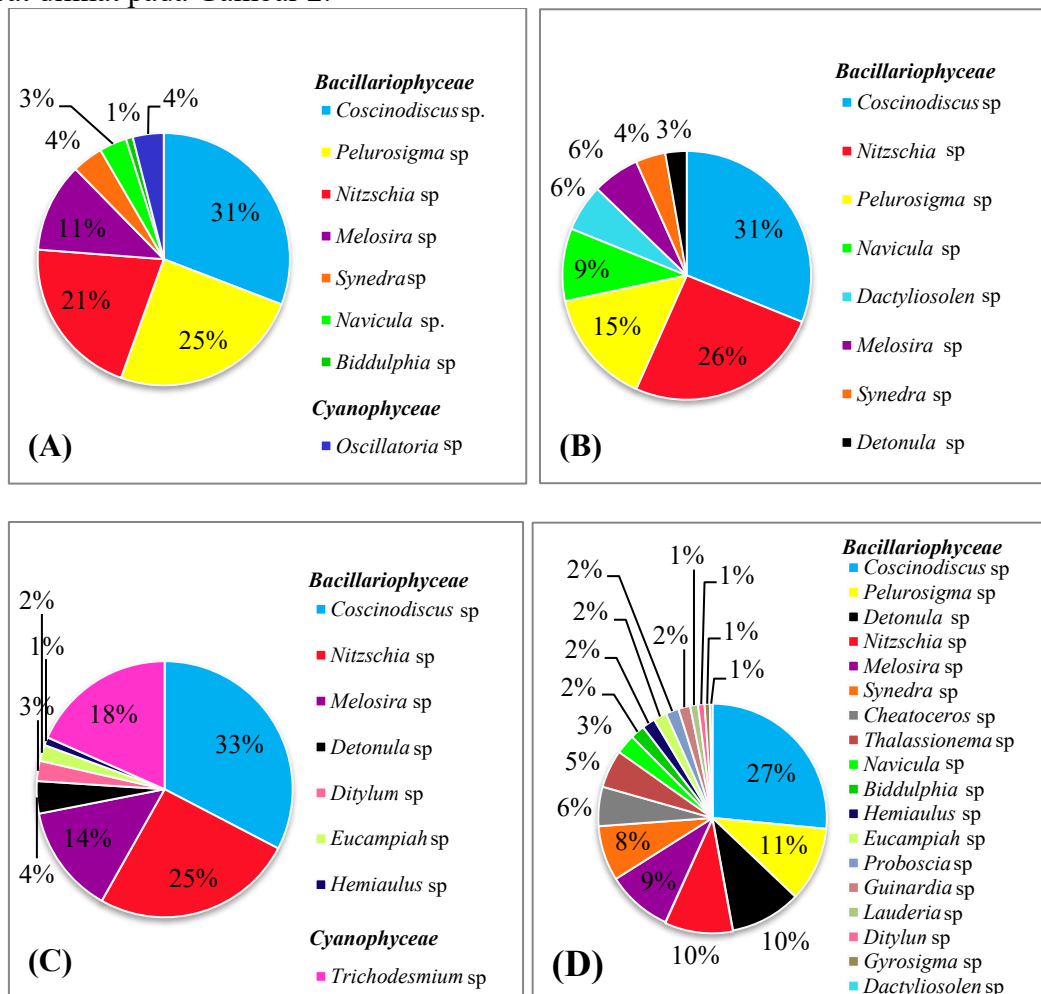 Bacillariophyceae
Coscinodiscus sp.
Pelurosigma sp
Nitzschia sp
Melosira sp
Synedra sp
Navicula sp.
Biddulphia sp
Cyanophyceae
Oscillatoria sp
31%
25%
21%
11%
4%
3%
1%
4%
(A)
Bacillariophyceae
Coscinodiscus sp
Nitzschia sp
Pelurosigma sp
Navicula sp
Dactyliosolen sp
Melosira sp
Synedra sp
Detonula sp
31%
26%
15%
9%
6%
6%
4%
3%
(B)
Bacillariophyceae
Coscinodiscus sp
Nitzschia sp
Melosira sp
Detonula sp
Ditylum sp
Eucampiah sp
Hemiaulus sp
Cyanophyceae
Trichodesmium sp
33%
25%
14%
4%
3%
2%
1%
18%
(C)
Bacillariophyceae
Coscinodiscus sp
Pelurosigma sp
Detonula sp
Nitzschia sp
Melosira sp
Synedra sp
Cheatoceros sp
Thalassionema sp
Navicula sp
Biddulphia sp
Hemiaulus sp
Eucampiah sp
Proboscia sp
Guinardia sp
Lauderia sp
Ditylun sp
Gyrosigma sp
Dactyliosolen sp
27%
11%
10%
10%
9%
8%
6%
5%
3%
2%
2%
2%
2%
2%
1%
1%
1%
1%
(D)